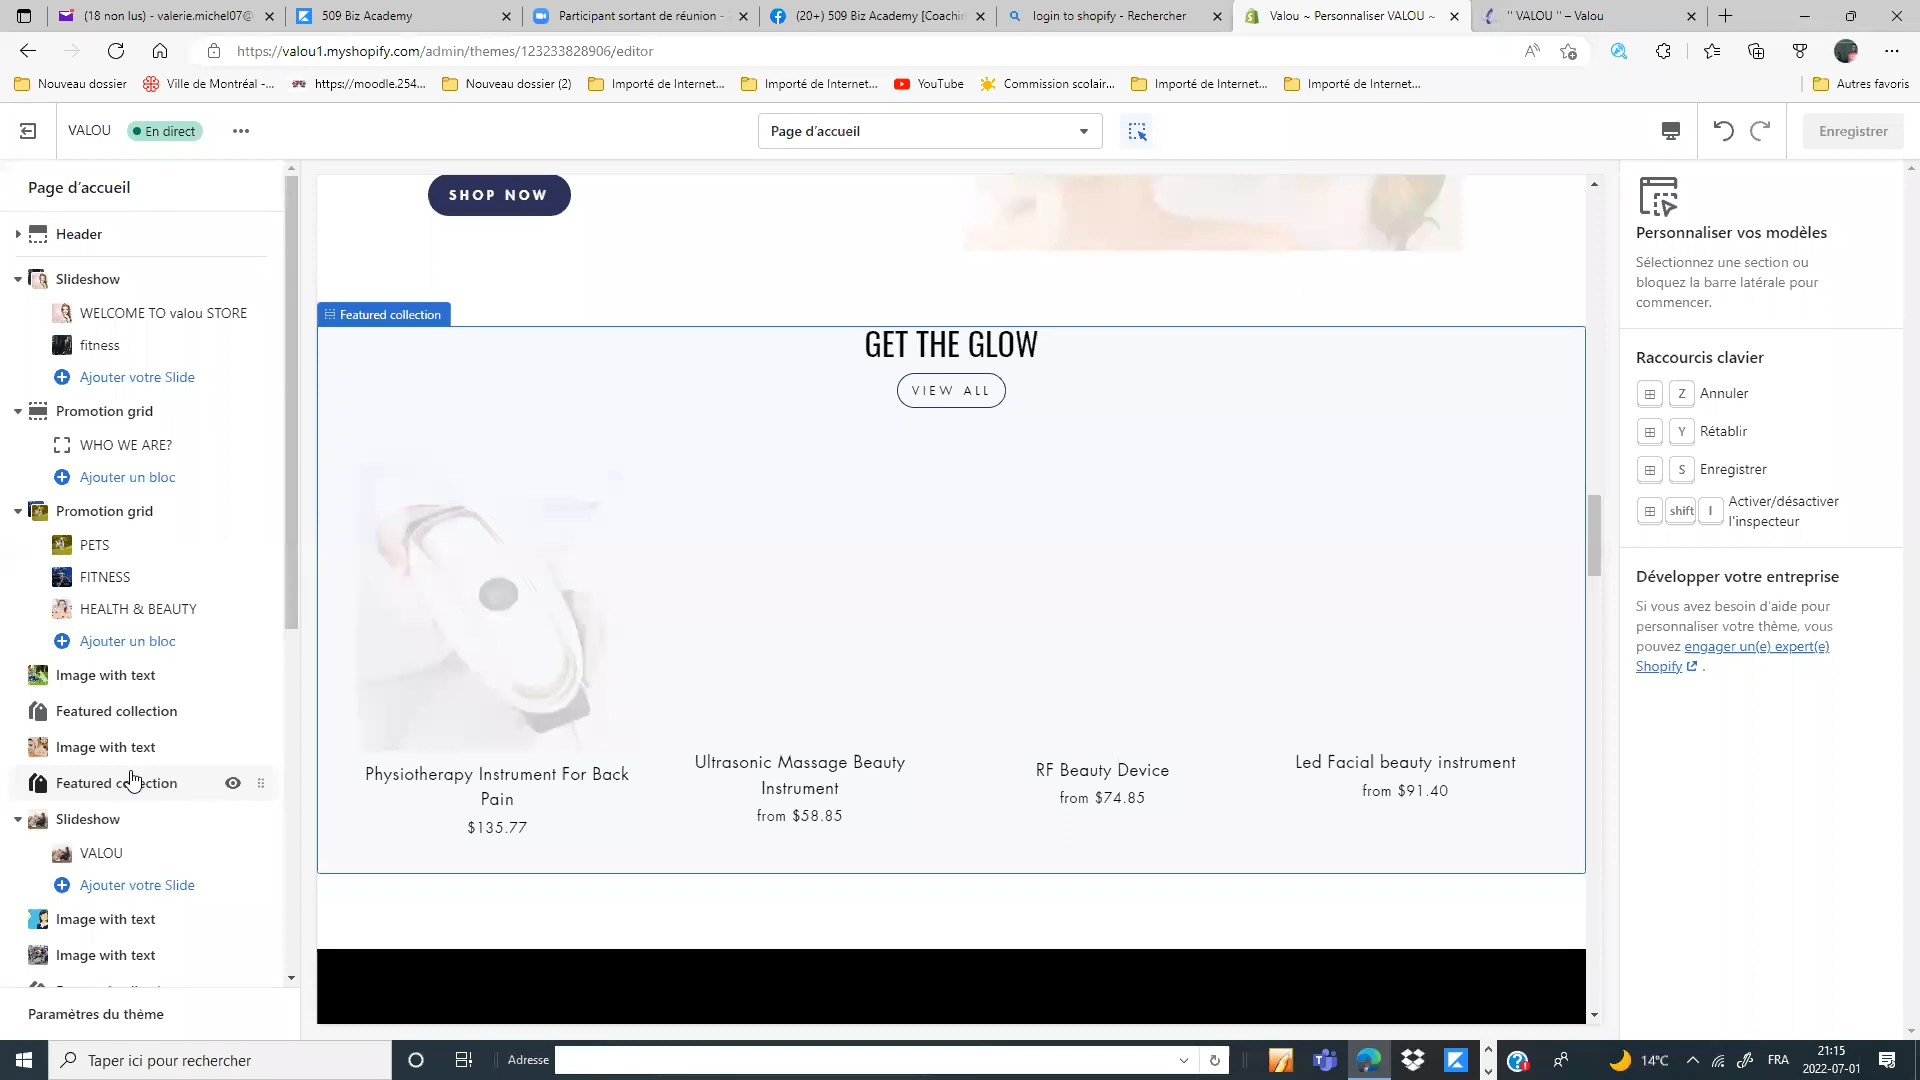 (18 non lus) - valerie.michel07@
509 Biz Academy
Participant sortant de réunion -
(20+) 509 Biz Academy [Coachin
login to shopify - Rechercher
Valou ~ Personnaliser VALOU ~
" VALOU " – Valou
https://valou1.myshopify.com/admin/themes/123233828906/editor
Nouveau dossier
Ville de Montréal -...
https://moodle.254...
Nouveau dossier (2)
Importé de Internet...
Importé de Internet...
YouTube
Commission scolair...
Importé de Internet...
Importé de Internet...
Autres favoris
VALOU
En direct
Page d'accueil
Enregistrer
Page d'accueil
Header
Slideshow
WELCOME TO valou STORE
fitness
Ajouter votre Slide
Promotion grid
WHO WE ARE?
Ajouter un bloc
Promotion grid
PETS
FITNESS
HEALTH & BEAUTY
Ajouter un bloc
Image with text
Featured collection
Image with text
Featured collection
Slideshow
VALOU
Ajouter votre Slide
Image with text
Image with text
Paramètres du thème
SHOP NOW
Featured collection
GET THE GLOW
VIEW ALL
Physiotherapy Instrument For Back
Pain
$135.77
Ultrasonic Massage Beauty
Instrument
from $58.85
RF Beauty Device
from $74.85
Led Facial beauty instrument
from $91.40
Personnaliser vos modèles
Sélectionnez une section ou
bloquez la barre latérale pour
commencer.
Raccourcis clavier
Z Annuler
Y Rétablir
S Enregistrer
shift I Activer/désactiver
l'inspecteur
Développer votre entreprise
Si vous avez besoin d'aide pour
personnaliser votre thème, vous
pouvez engager un(e) expert(e)
Shopify .
Taper ici pour rechercher
Adresse
14°C
FRA
21:15
2022-07-01